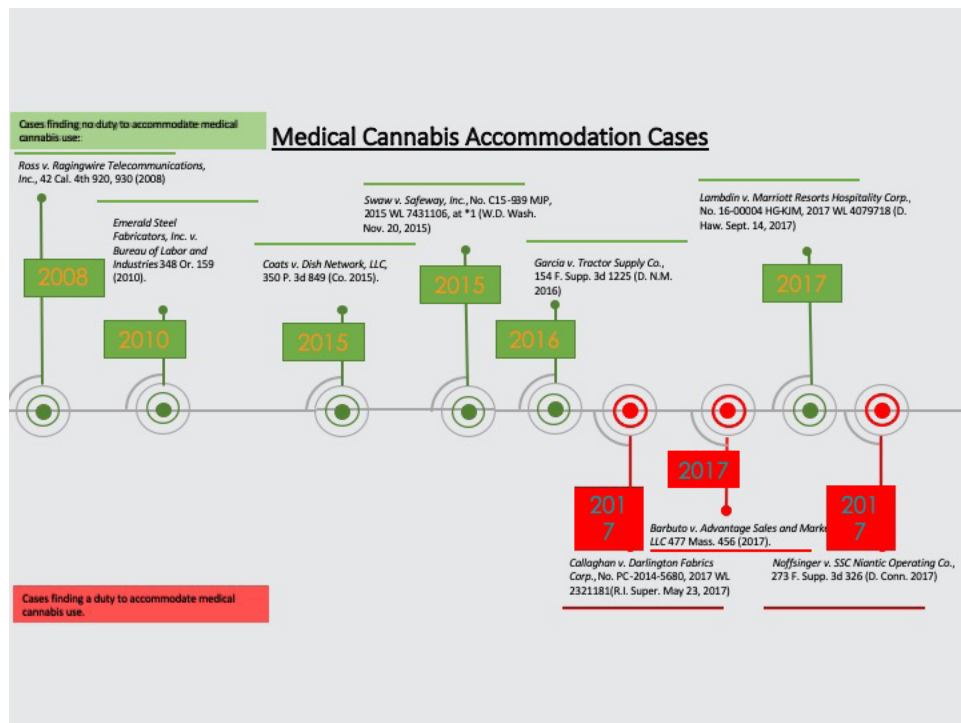 Cases finding no duty to accommodate medical
cannabis use:
Medical Cannabis Accommodation Cases
Ross v. Ragingwire Telecommunications,
Inc., 42 Cal. 4th 920, 930 (2008)
2008
Emerald Steel
Fabricators, Inc. v.
Bureau of Labor and
Industries 348 Or. 159
(2010).
2010
Coats v. Dish Network, LLC,
350 P. 3d 849 (Co. 2015).
2015
Swaw v. Safeway, Inc., No. C15-939 MJP,
2015 WL 7431106, at *1 (W.D. Wash.
Nov. 20, 2015)
2015
Garcia v. Tractor Supply Co.,
154 F. Supp. 3d 1225 (D. N.M.
2016)
2016
Lambdin v. Marriott Resorts Hospitality Corp.,
No. 16-00004 HG-KJM, 2017 WL 4079718 (D.
Haw. Sept. 14, 2017)
2017
201
7
Callaghan v. Darlington Fabrics
Corp., No. PC-2014-5680, 2017 WL
2321181(R.I. Super. May 23, 2017)
2017
Barbuto v. Advantage Sales and Marke
LLC 477 Mass. 456 (2017).
201
7
Noffsinger v. SSC Niantic Operating Co.,
273 F. Supp. 3d 326 (D. Conn. 2017)
Cases finding a duty to accommodate medical
cannabis use.